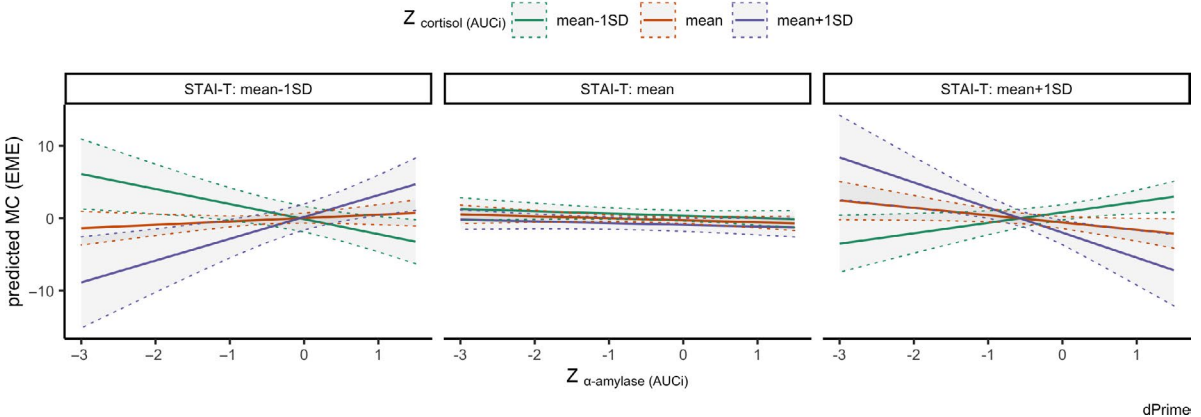 Z cortisol (AUCi) mean-1SD mean mean+1SD
STAI-T: mean-1SD STAI-T: mean STAI-T: mean+1SD
predicted MC (EME)
10
0
−10
−3 −2 −1 0 1 -3 -2 -1 0 1 -3 -2 -1 0 1
Z α-amylase (AUCi)
dPrime